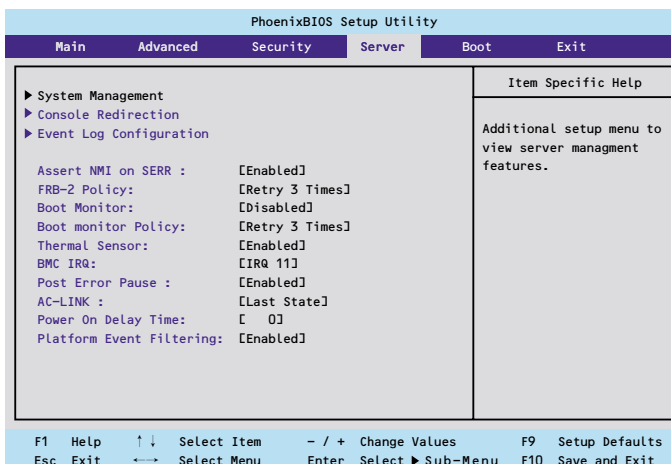 PhoenixBIOS Setup Utility
Main Advanced Security Server Boot Exit
Item Specific Help
▶ System Management
▶ Console Redirection
▶ Event Log Configuration
Additional setup menu to
view server managment
features.
Assert NMI on SERR : [Enabled]
FRB-2 Policy: [Retry 3 Times]
Boot Monitor: [Disabled]
Boot monitor Policy: [Retry 3 Times]
Thermal Sensor: [Enabled]
BMC IRQ: [IRQ 11]
Post Error Pause : [Enabled]
AC-LINK : [Last State]
Power On Delay Time: [ 0]
Platform Event Filtering: [Enabled]
F1 Help ↑↓ Select Item - / + Change Values F9 Setup Defaults
Esc Exit ←→ Select Menu Enter Select ▶ Sub-Menu F10 Save and Exit